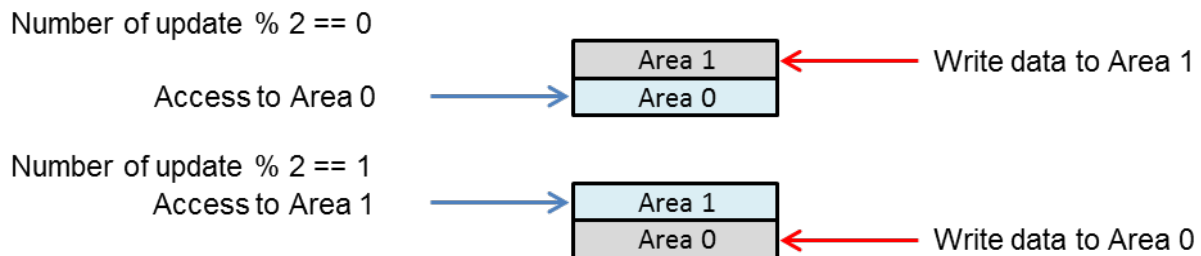 Number of update % 2 == 0
Area 1
Write data to Area 1
Access to Area 0
Area 0
Number of update % 2 == 1
Access to Area 1
Area 1
Area 0
Write data to Area 0